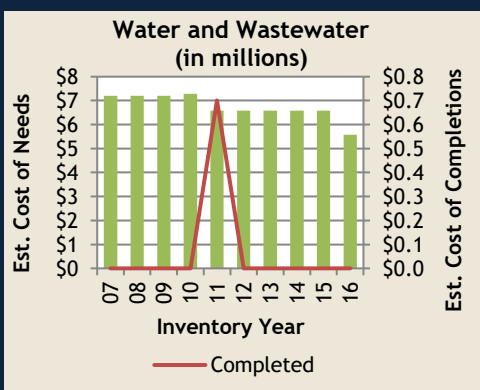 Water and Wastewater
(in millions)
Est. Cost of Needs
$8
$7
$6
$5
$4
$3
$2
$1
$0
$0.8
$0.7
$0.6
$0.5
$0.4
$0.3
$0.2
$0.1
$0.0
Est. Cost of Completions
07 08 09 10 11 12 13 14 15 16
Inventory Year
Completed